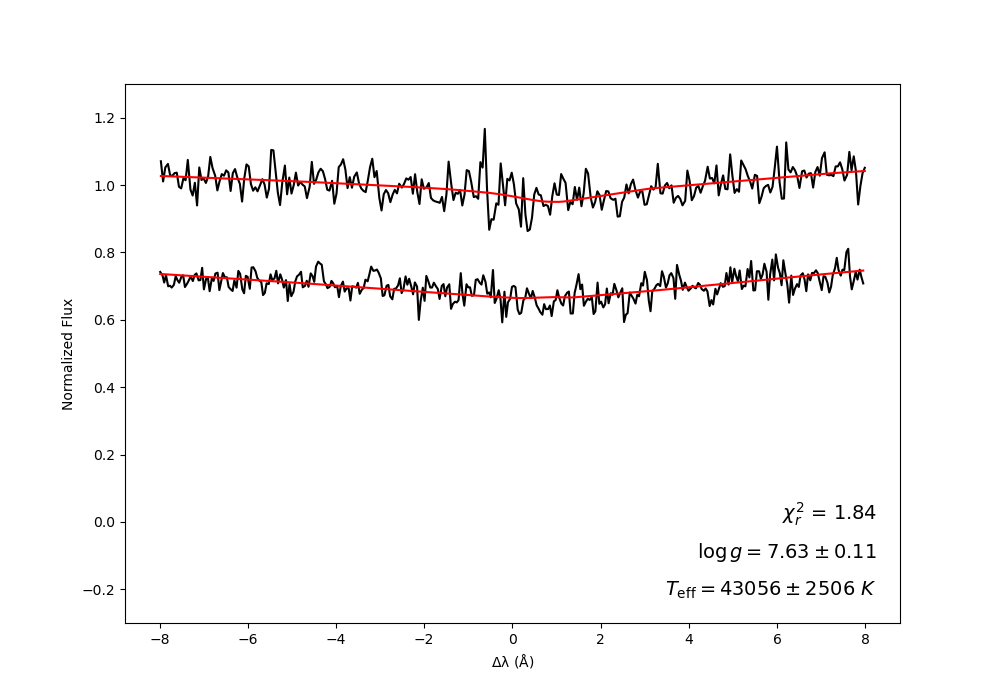 1.2
1.0
0.8
0.6
0.4
0.2
0.0
−0.2
Normalized Flux
χ²ᵣ = 1.84
log g = 7.63 ± 0.11
T_eff = 43056 ± 2506 K
−8 −6 −4 −2 0 2 4 6 8
Δλ (Å)